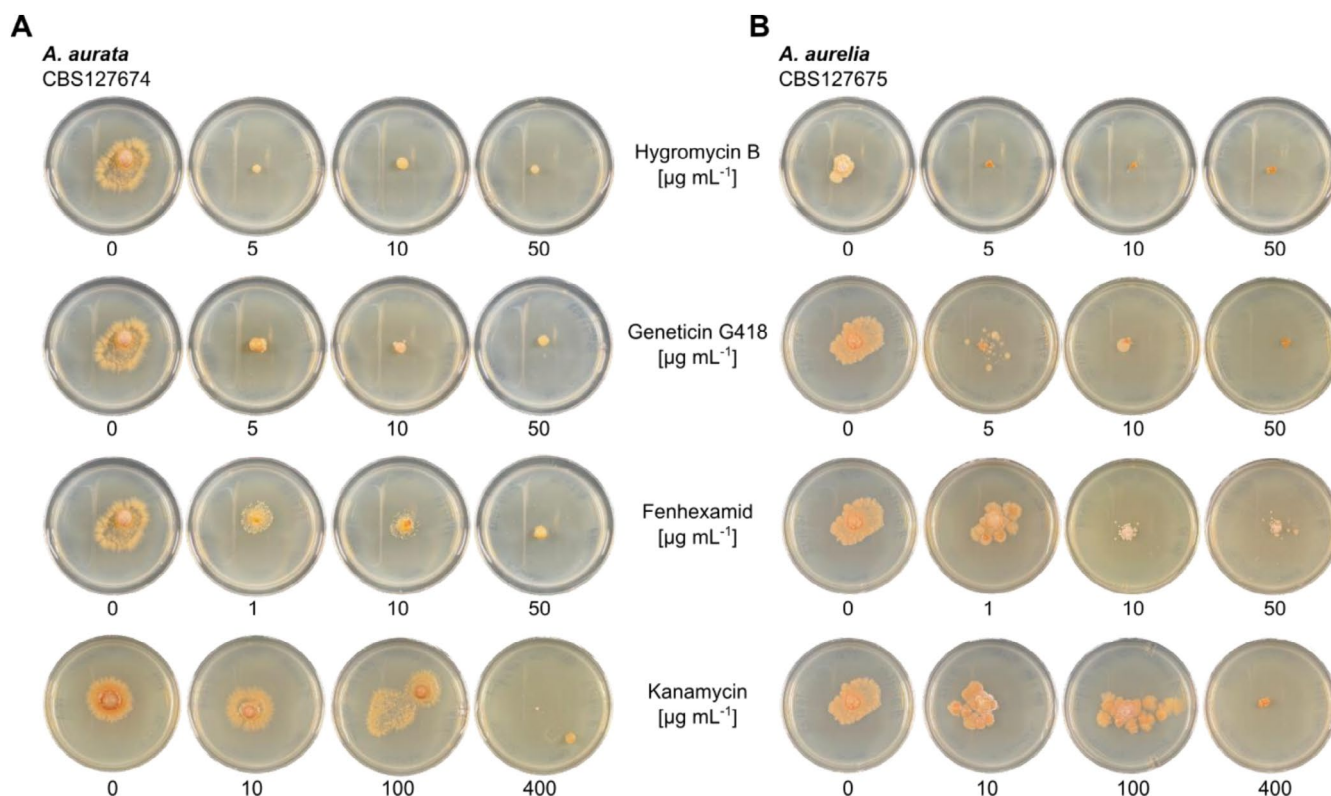 A
B
A. aurata
CBS127674
A. aurelia
CBS127675
Hygromycin B
[µg mL⁻¹]
0 5 10 50
0 5 10 50
Geneticin G418
[µg mL⁻¹]
0 5 10 50
0 5 10 50
Fenhexamid
[µg mL⁻¹]
0 1 10 50
0 1 10 50
Kanamycin
[µg mL⁻¹]
0 10 100 400
0 10 100 400